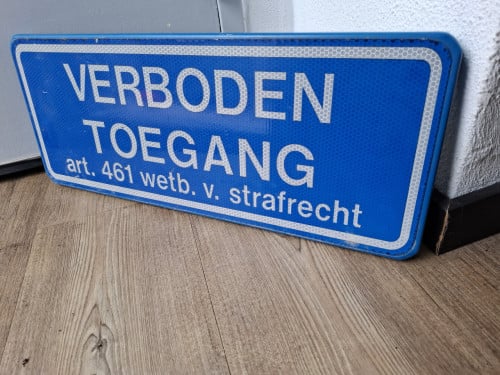 VERBODEN
TOEGANG
art. 461 wetb. v. strafrecht